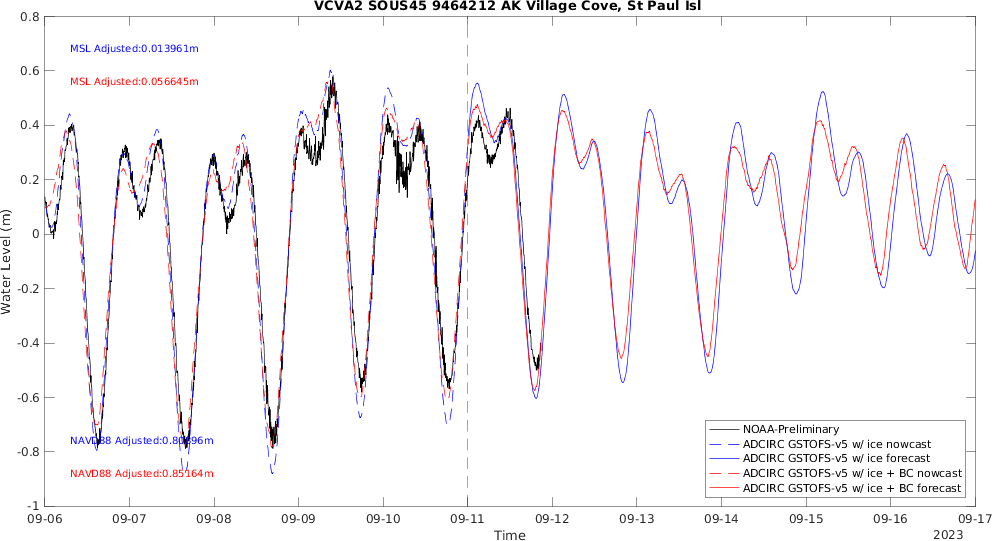 VCVA2 SOUS45 9464212 AK Village Cove, St Paul Isl
MSL Adjusted:0.013961m
MSL Adjusted:0.056645m
NAVD88 Adjusted:0.80896m
NAVD88 Adjusted:0.85164m
Water Level (m)
0.8
0.6
0.4
0.2
0
-0.2
-0.4
-0.6
-0.8
-1
NOAA-Preliminary
ADCIRC GSTOFS-v5 w/ ice nowcast
ADCIRC GSTOFS-v5 w/ ice forecast
ADCIRC GSTOFS-v5 w/ ice + BC nowcast
ADCIRC GSTOFS-v5 w/ ice + BC forecast
09-06 09-07 09-08 09-09 09-10 09-11 09-12 09-13 09-14 09-15 09-16 09-17
Time
2023